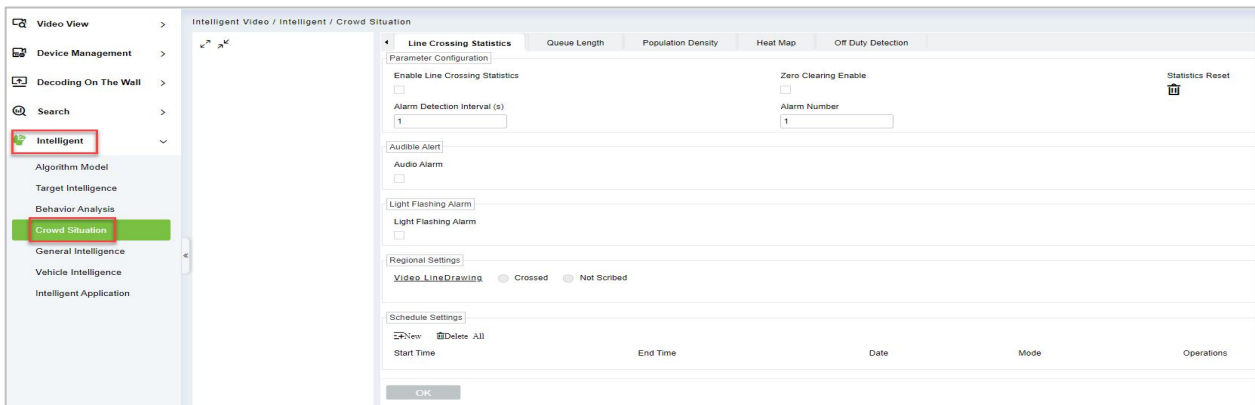 Video View
Device Management
Decoding On The Wall
Search
Intelligent
Algorithm Model
Target Intelligence
Behavior Analysis
Crowd Situation
General Intelligence
Vehicle Intelligence
Intelligent Application
Intelligent Video / Intelligent / Crowd Situation
Line Crossing Statistics Queue Length Population Density Heat Map Off Duty Detection
Parameter Configuration
Enable Line Crossing Statistics Zero Clearing Enable Statistics Reset
Alarm Detection Interval (s) Alarm Number
1 1
Audible Alert
Audio Alarm
Light Flashing Alarm
Light Flashing Alarm
Regional Settings
Video LineDrawing Crossed Not Scribed
Schedule Settings
New Delete All
Start Time End Time Date Mode Operations
OK